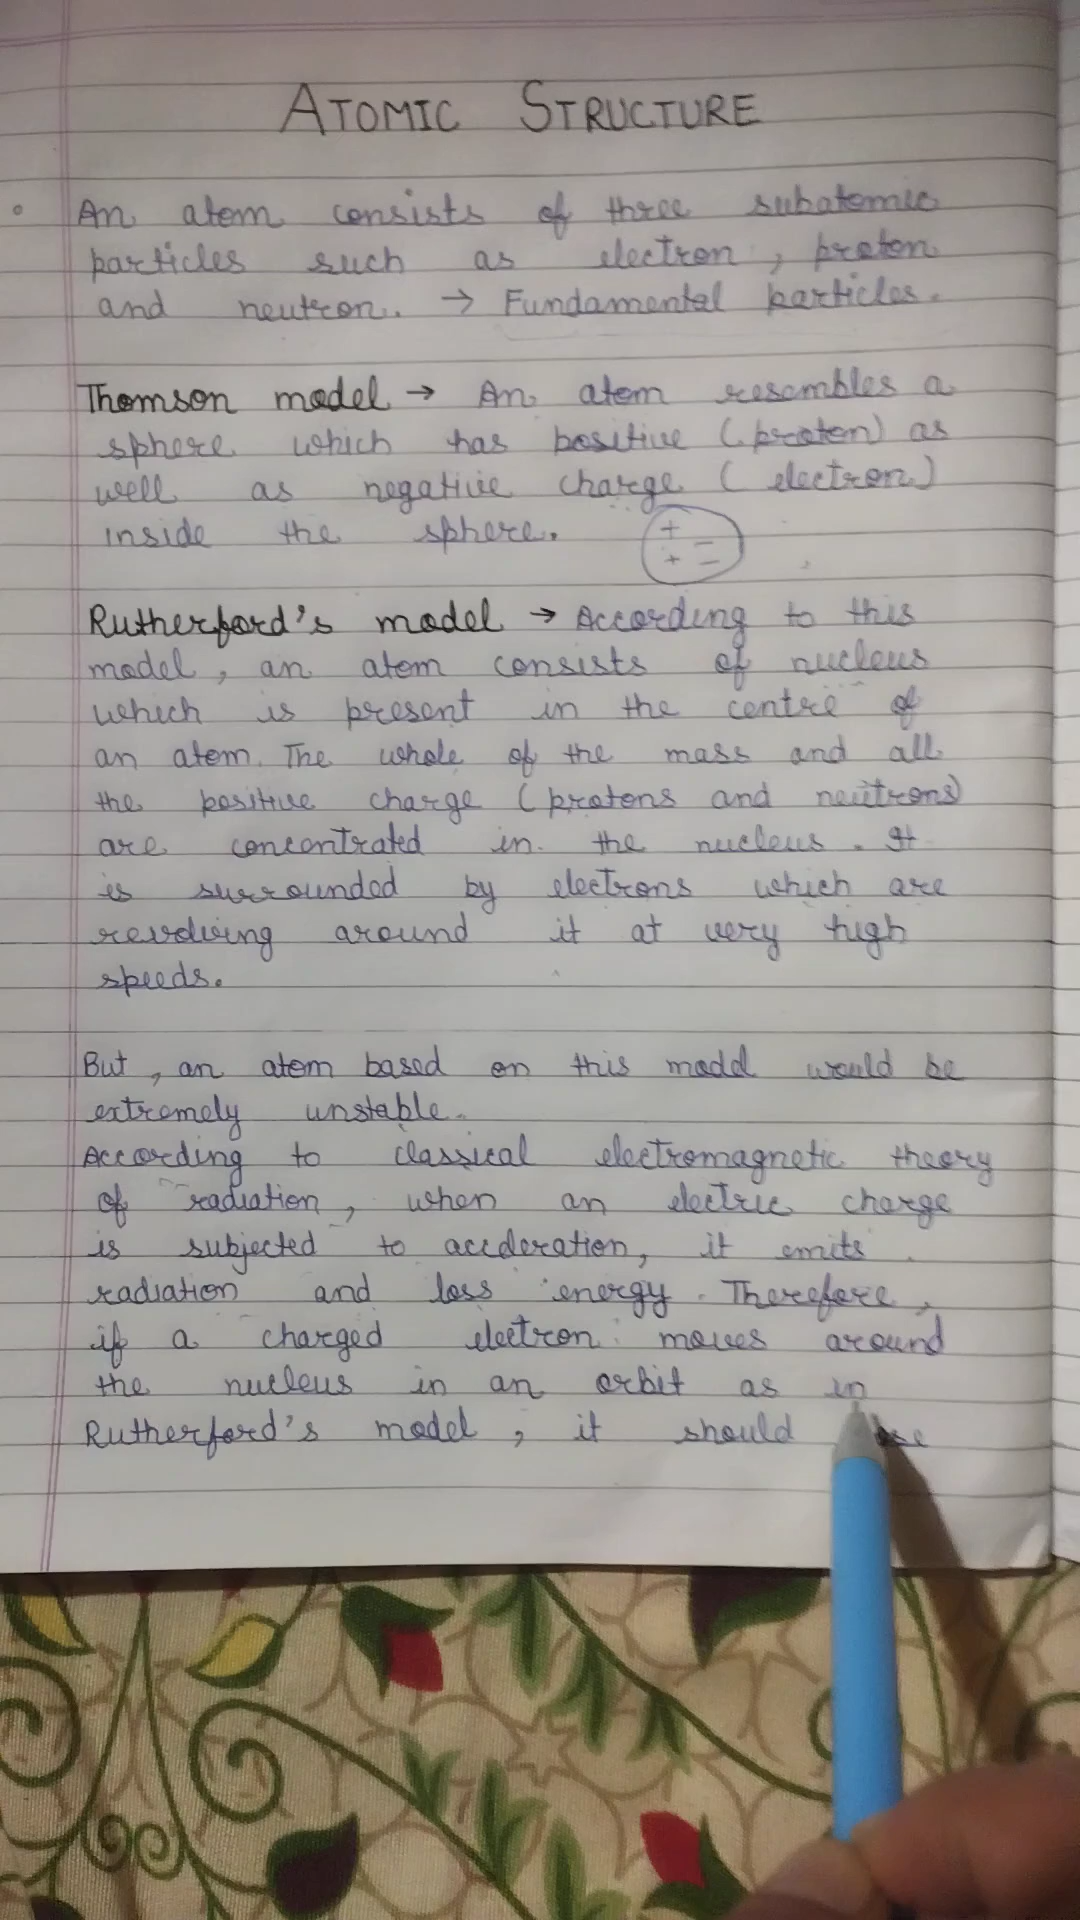 ATOMIC STRUCTURE
An atom consists of three subatomic
particles such as electron, proton
and neutron. → Fundamental particles.
Thomson model → An atom resembles a
sphere which has positive (proton) as
well as negative charge (electron)
inside the sphere.
+ −
+ −
Rutherford's model → According to this
model, an atom consists of nucleus
which is present in the centre of
an atom. The whole of the mass and all
the positive charge (protons and neutrons)
are concentrated in the nucleus. It
is surrounded by electrons which are
revolving around it at very high
speeds.
But, an atom based on this model would be
extremely unstable.
According to classical electromagnetic theory
of radiation, when an electric charge
is subjected to acceleration, it emits
radiation and loss energy. Therefore,
if a charged electron moves around
the nucleus in an orbit as in
Rutherford's model, it should